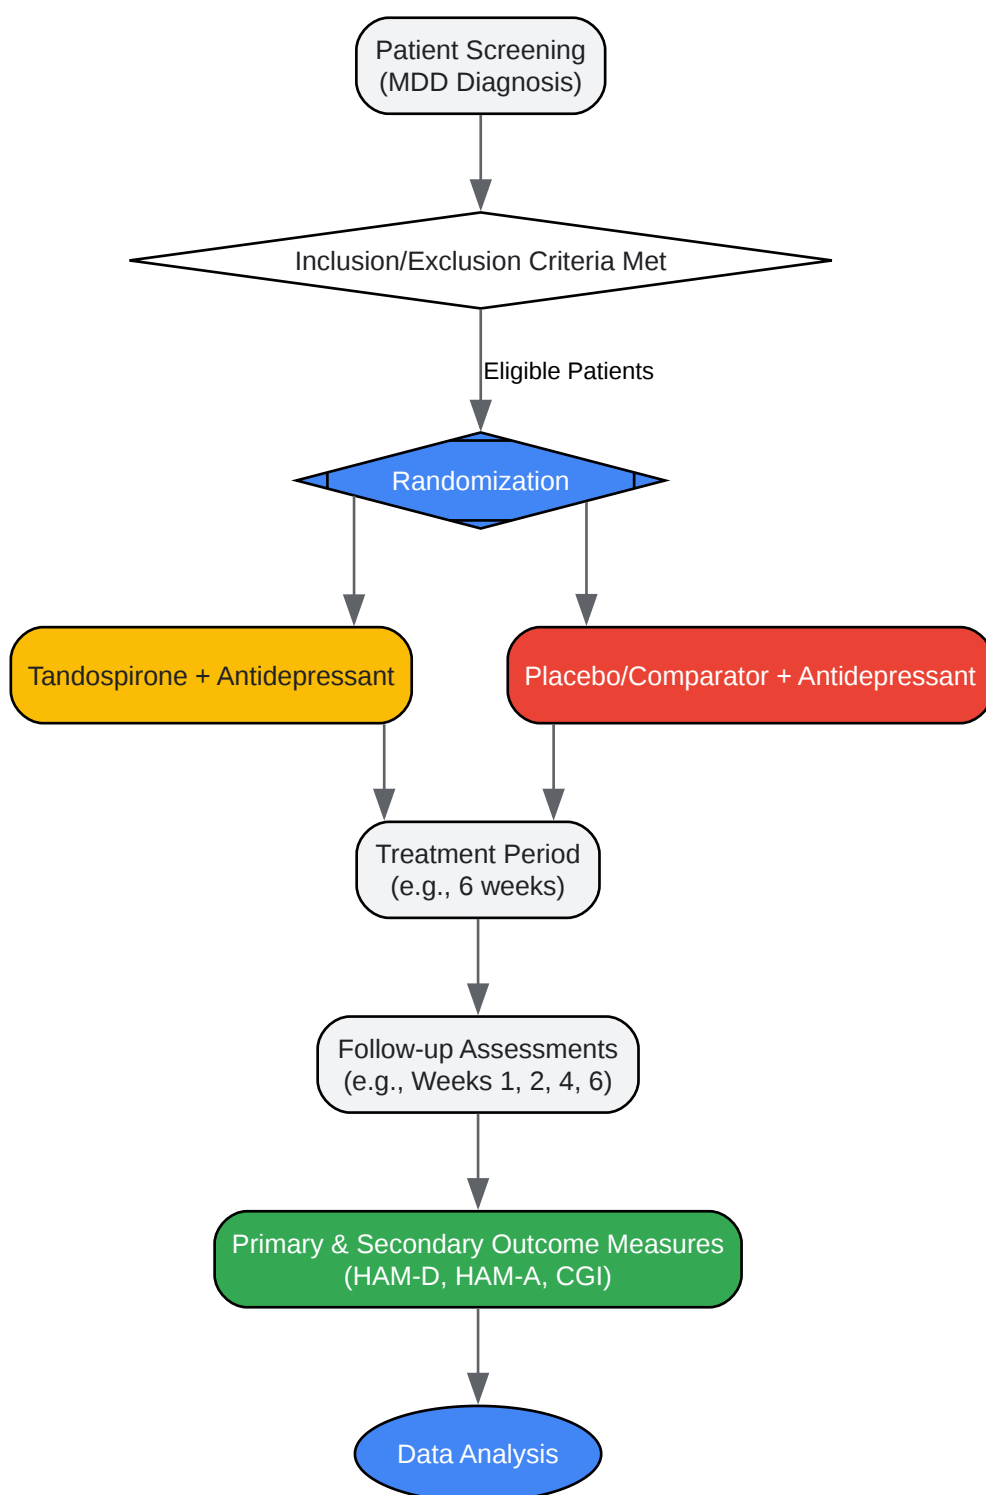 Patient Screening
(MDD Diagnosis)
Inclusion/Exclusion Criteria Met
Eligible Patients
Randomization
Tandospirone + Antidepressant
Placebo/Comparator + Antidepressant
Treatment Period
(e.g., 6 weeks)
Follow-up Assessments
(e.g., Weeks 1, 2, 4, 6)
Primary & Secondary Outcome Measures
(HAM-D, HAM-A, CGI)
Data Analysis